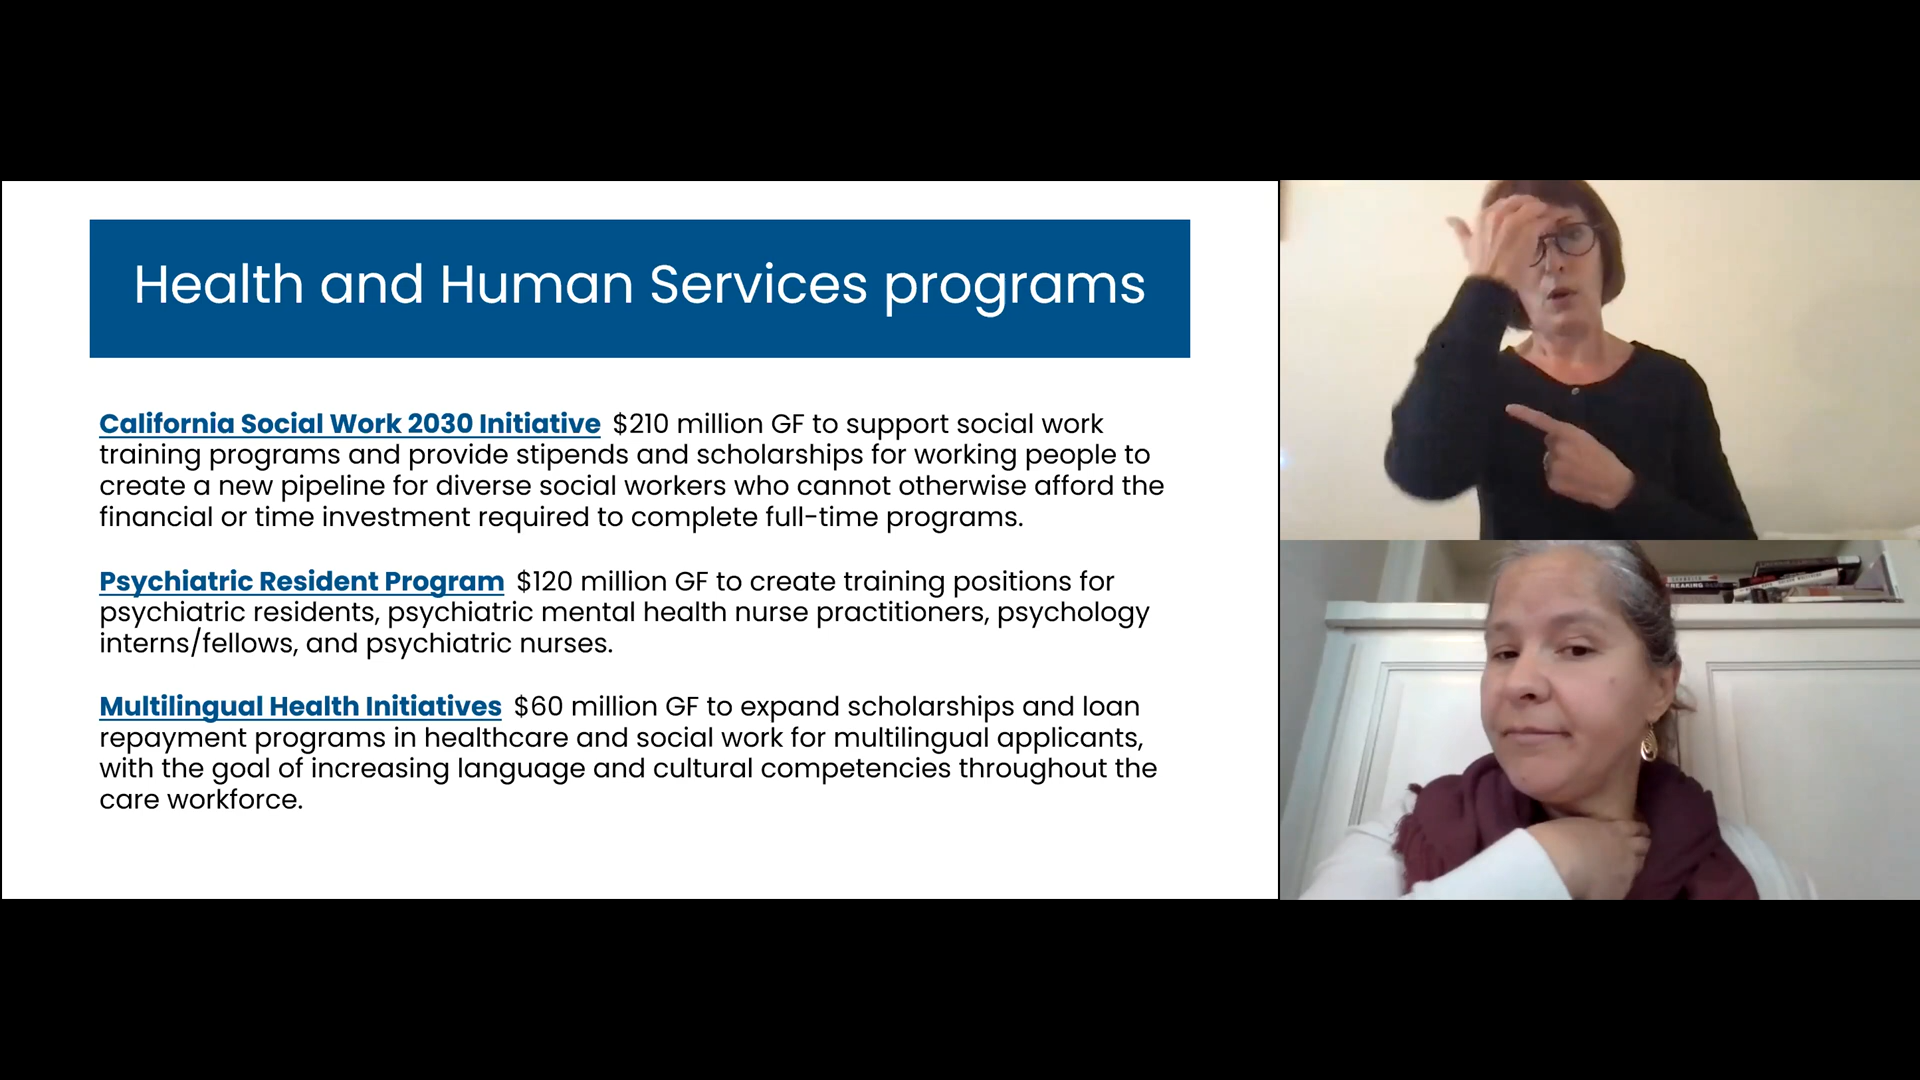 Health and Human Services programs
California Social Work 2030 Initiative $210 million GF to support social work
training programs and provide stipends and scholarships for working people to
create a new pipeline for diverse social workers who cannot otherwise afford the
financial or time investment required to complete full-time programs.
Psychiatric Resident Program $120 million GF to create training positions for
psychiatric residents, psychiatric mental health nurse practitioners, psychology
interns/fellows, and psychiatric nurses.
Multilingual Health Initiatives $60 million GF to expand scholarships and loan
repayment programs in healthcare and social work for multilingual applicants,
with the goal of increasing language and cultural competencies throughout the
care workforce.